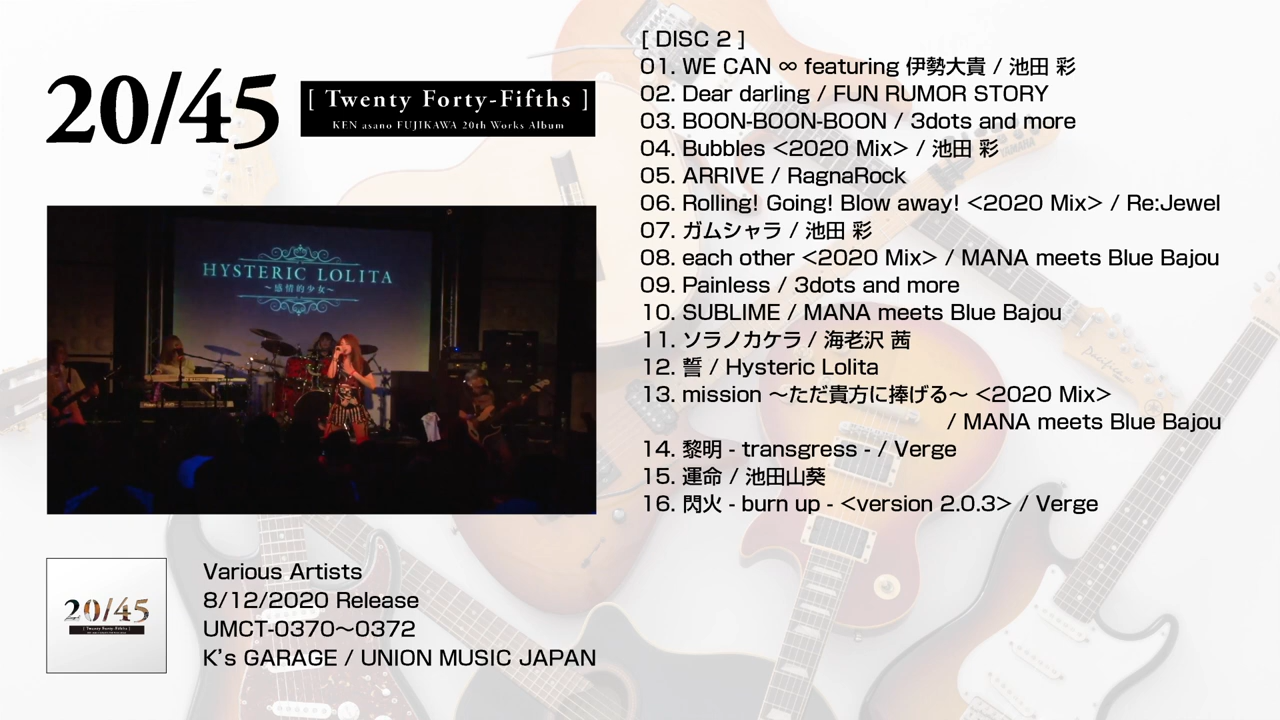 20/45
[ Twenty Forty-Fifths ]
KEN asano FUJIKAWA 20th Works Album
HYSTERIC LOLITA
～感情的少女～
[ DISC 2 ]
01. WE CAN ∞ featuring 伊勢大貴 / 池田 彩
02. Dear darling / FUN RUMOR STORY
03. BOON-BOON-BOON / 3dots and more
04. Bubbles <2020 Mix> / 池田 彩
05. ARRIVE / RagnaRock
06. Rolling! Going! Blow away! <2020 Mix> / Re:Jewel
07. ガムシャラ / 池田 彩
08. each other <2020 Mix> / MANA meets Blue Bajou
09. Painless / 3dots and more
10. SUBLIME / MANA meets Blue Bajou
11. ソラノカケラ / 海老沢 茜
12. 誓 / Hysteric Lolita
13. mission ～ただ貴方に捧げる～ <2020 Mix>
/ MANA meets Blue Bajou
14. 黎明 - transgress - / Verge
15. 運命 / 池田山葵
16. 閃火 - burn up - <version 2.0.3> / Verge
20/45
[ Twenty Forty-Fifths ]
Various Artists
8/12/2020 Release
UMCT-0370～0372
K's GARAGE / UNION MUSIC JAPAN